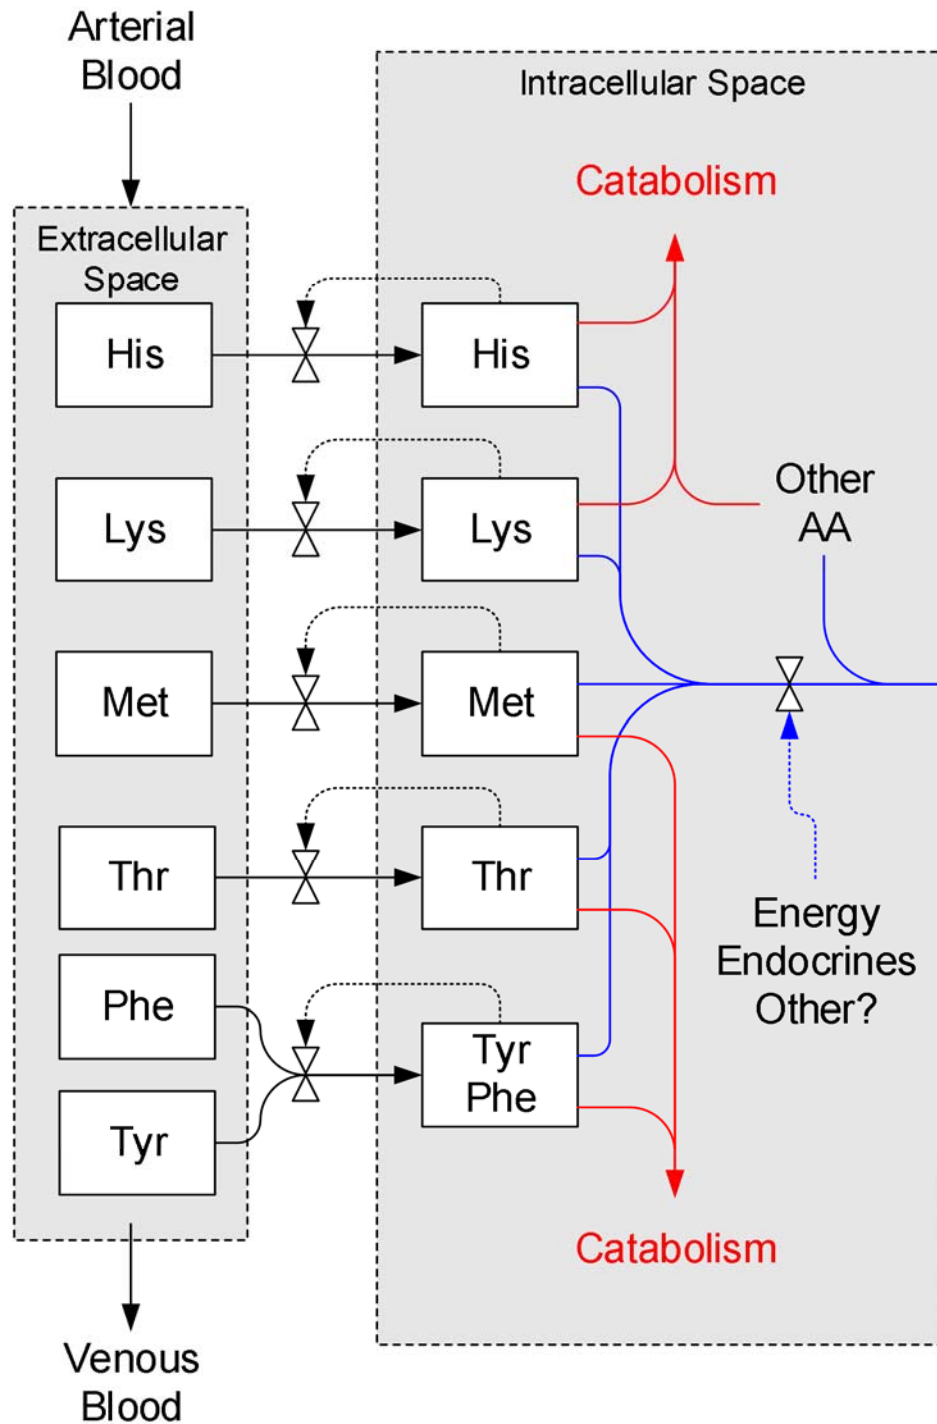 Arterial
Blood
Intracellular Space
Catabolism
Extracellular
Space
His
His
Lys
Lys
Other
AA
Met
Met
Thr
Thr
Energy
Endocrines
Other?
Phe
Tyr
Phe
Tyr
Catabolism
Venous
Blood